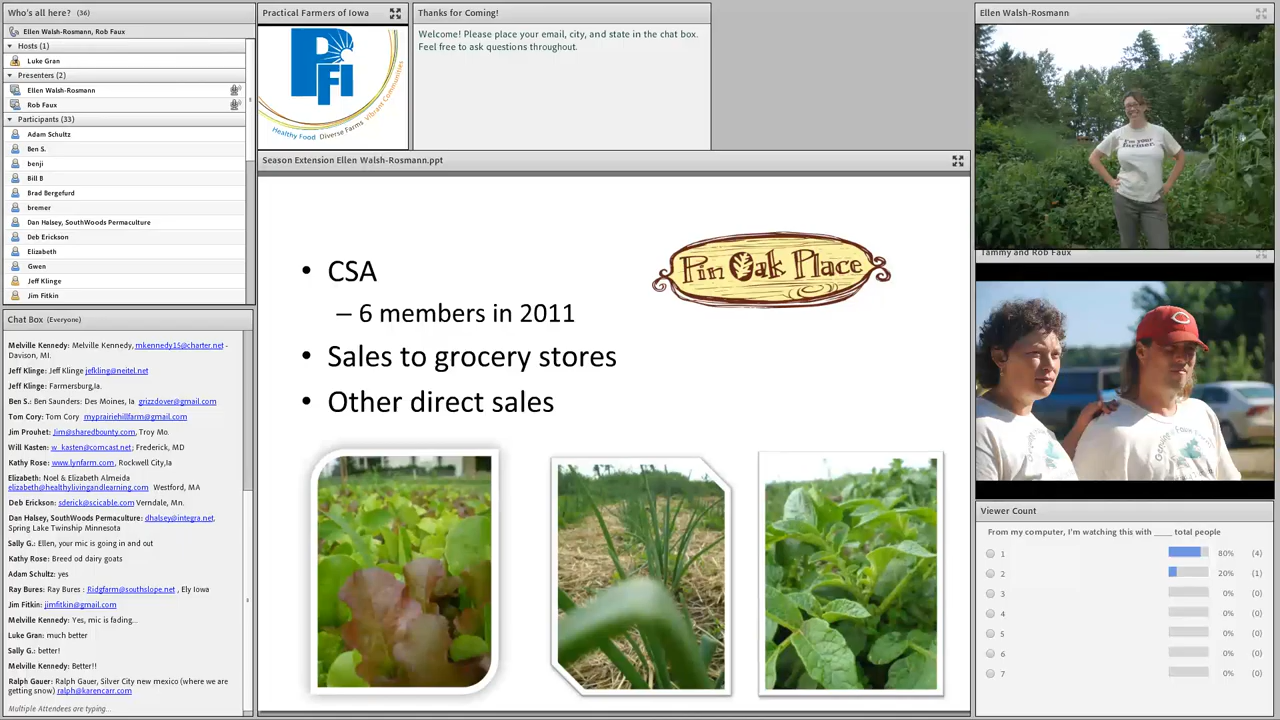 Who's all here? (36)
Ellen Walsh-Rosmann, Rob Faux
Hosts (1)
Luke Gran
Presenters (2)
Ellen Walsh-Rosmann
Rob Faux
Participants (33)
Adam Schultz
Ben S.
benji
Bill B
Brad Bergefurd
bremer
Dan Halsey, SouthWoods Permaculture
Deb Erickson
Elizabeth
Gwen
Jeff Klinge
Jim Fitkin
Chat Box (Everyone)
Melville Kennedy: Melville Kennedy, mkennedy15@charter.net -
Davison, MI.
Jeff Klinge: Jeff Klinge jefkling@neitel.net
Jeff Klinge: Farmersburg,Ia.
Ben S.: Ben Saunders: Des Moines, Ia grizzdover@gmail.com
Tom Cory: Tom Cory myprairiehillfarm@gmail.com
Jim Prouhet: Jim@sharedbounty.com, Troy Mo.
Will Kasten: w_kasten@comcast.net; Frederick, MD
Kathy Rose: www.lynfarm.com, Rockwell City,Ia
Elizabeth: Noel & Elizabeth Almeida
elizabeth@healthylivingandlearning.com Westford, MA
Deb Erickson: sderick@scicable.com Verndale, Mn.
Dan Halsey, SouthWoods Permaculture: dhalsey@integra.net,
Spring Lake Twinship Minnesota
Sally G.: Ellen, your mic is going in and out
Kathy Rose: Breed od dairy goats
Adam Schultz: yes
Ray Bures: Ray Bures : Ridgfarm@southslope.net , Ely Iowa
Jim Fitkin: jimfitkin@gmail.com
Melville Kennedy: Yes, mic is fading...
Luke Gran: much better
Sally G.: better!
Melville Kennedy: Better!!
Ralph Gauer: Ralph Gauer, Silver City new mexico (where we are
getting snow) ralph@karencarr.com
Multiple Attendees are typing...
Practical Farmers of Iowa
PFI
Healthy Food Diverse Farms Vibrant Communities
Thanks for Coming!
Welcome! Please place your email, city, and state in the chat box.
Feel free to ask questions throughout.
Season Extension Ellen Walsh-Rosmann.ppt
Pin Oak Place
• CSA
– 6 members in 2011
• Sales to grocery stores
• Other direct sales
Ellen Walsh-Rosmann
I'm your
farmer.
Tammy and Rob Faux
Viewer Count
From my computer, I'm watching this with ____ total people
1 80% (4)
2 20% (1)
3 0% (0)
4 0% (0)
5 0% (0)
6 0% (0)
7 0% (0)